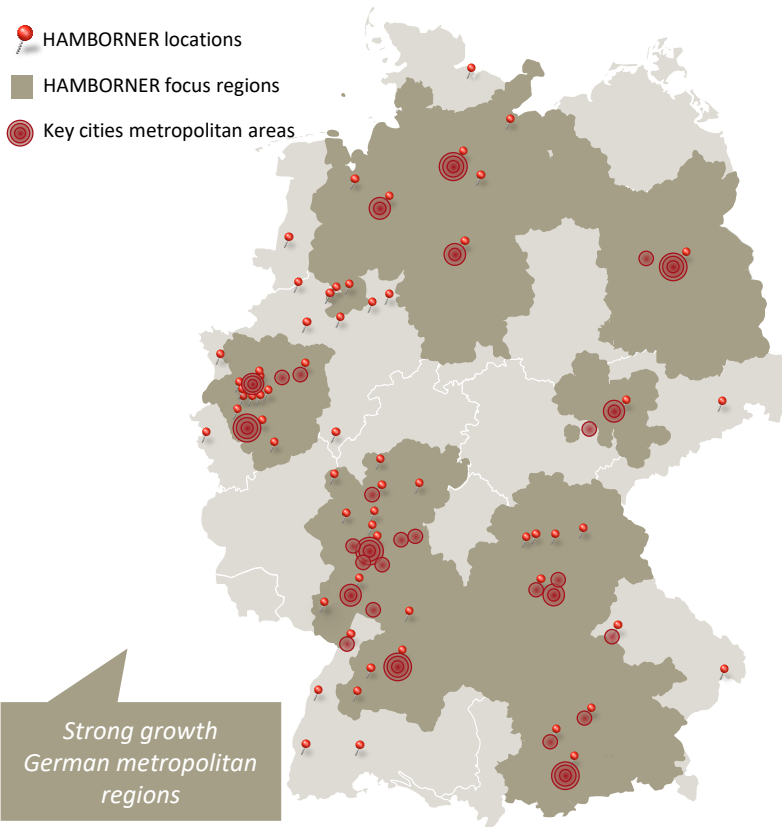 HAMBORNER locations
HAMBORNER focus regions
Key cities metropolitan areas
Strong growth
German metropolitan
regions